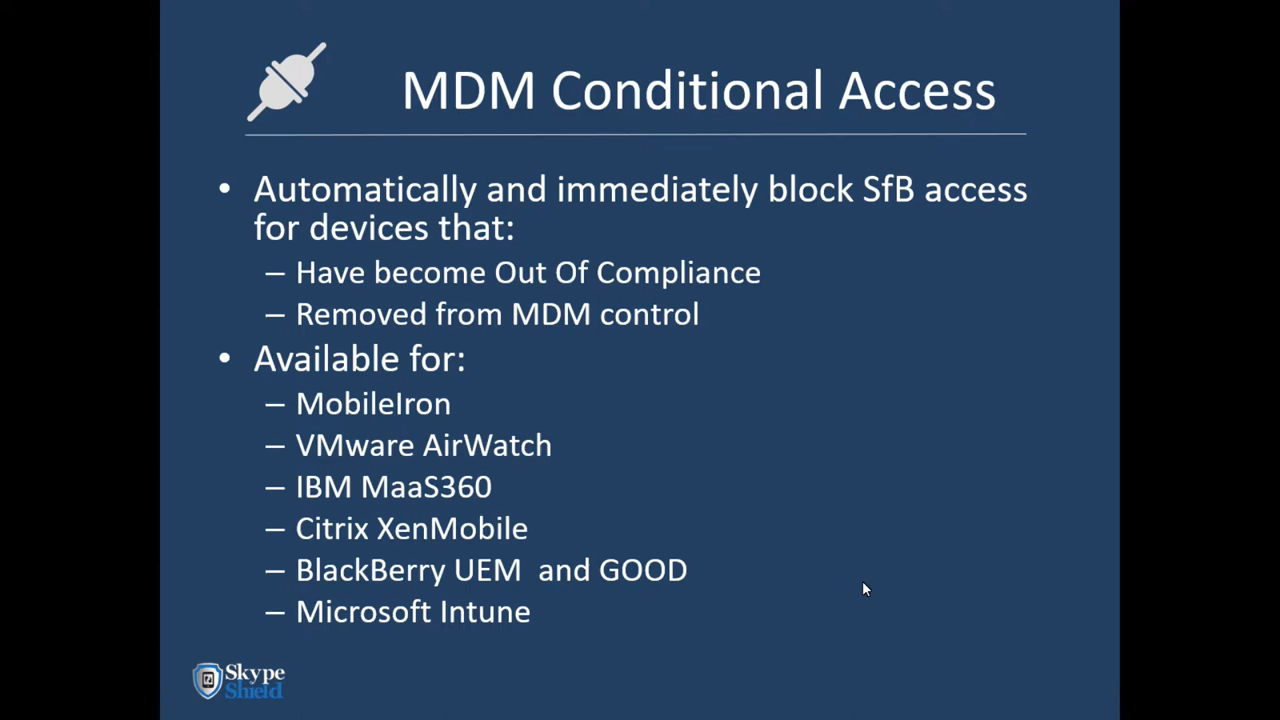 MDM Conditional Access
• Automatically and immediately block SfB access
for devices that:
– Have become Out Of Compliance
– Removed from MDM control
• Available for:
– MobileIron
– VMware AirWatch
– IBM MaaS360
– Citrix XenMobile
– BlackBerry UEM  and GOOD
– Microsoft Intune
Skype
Shield